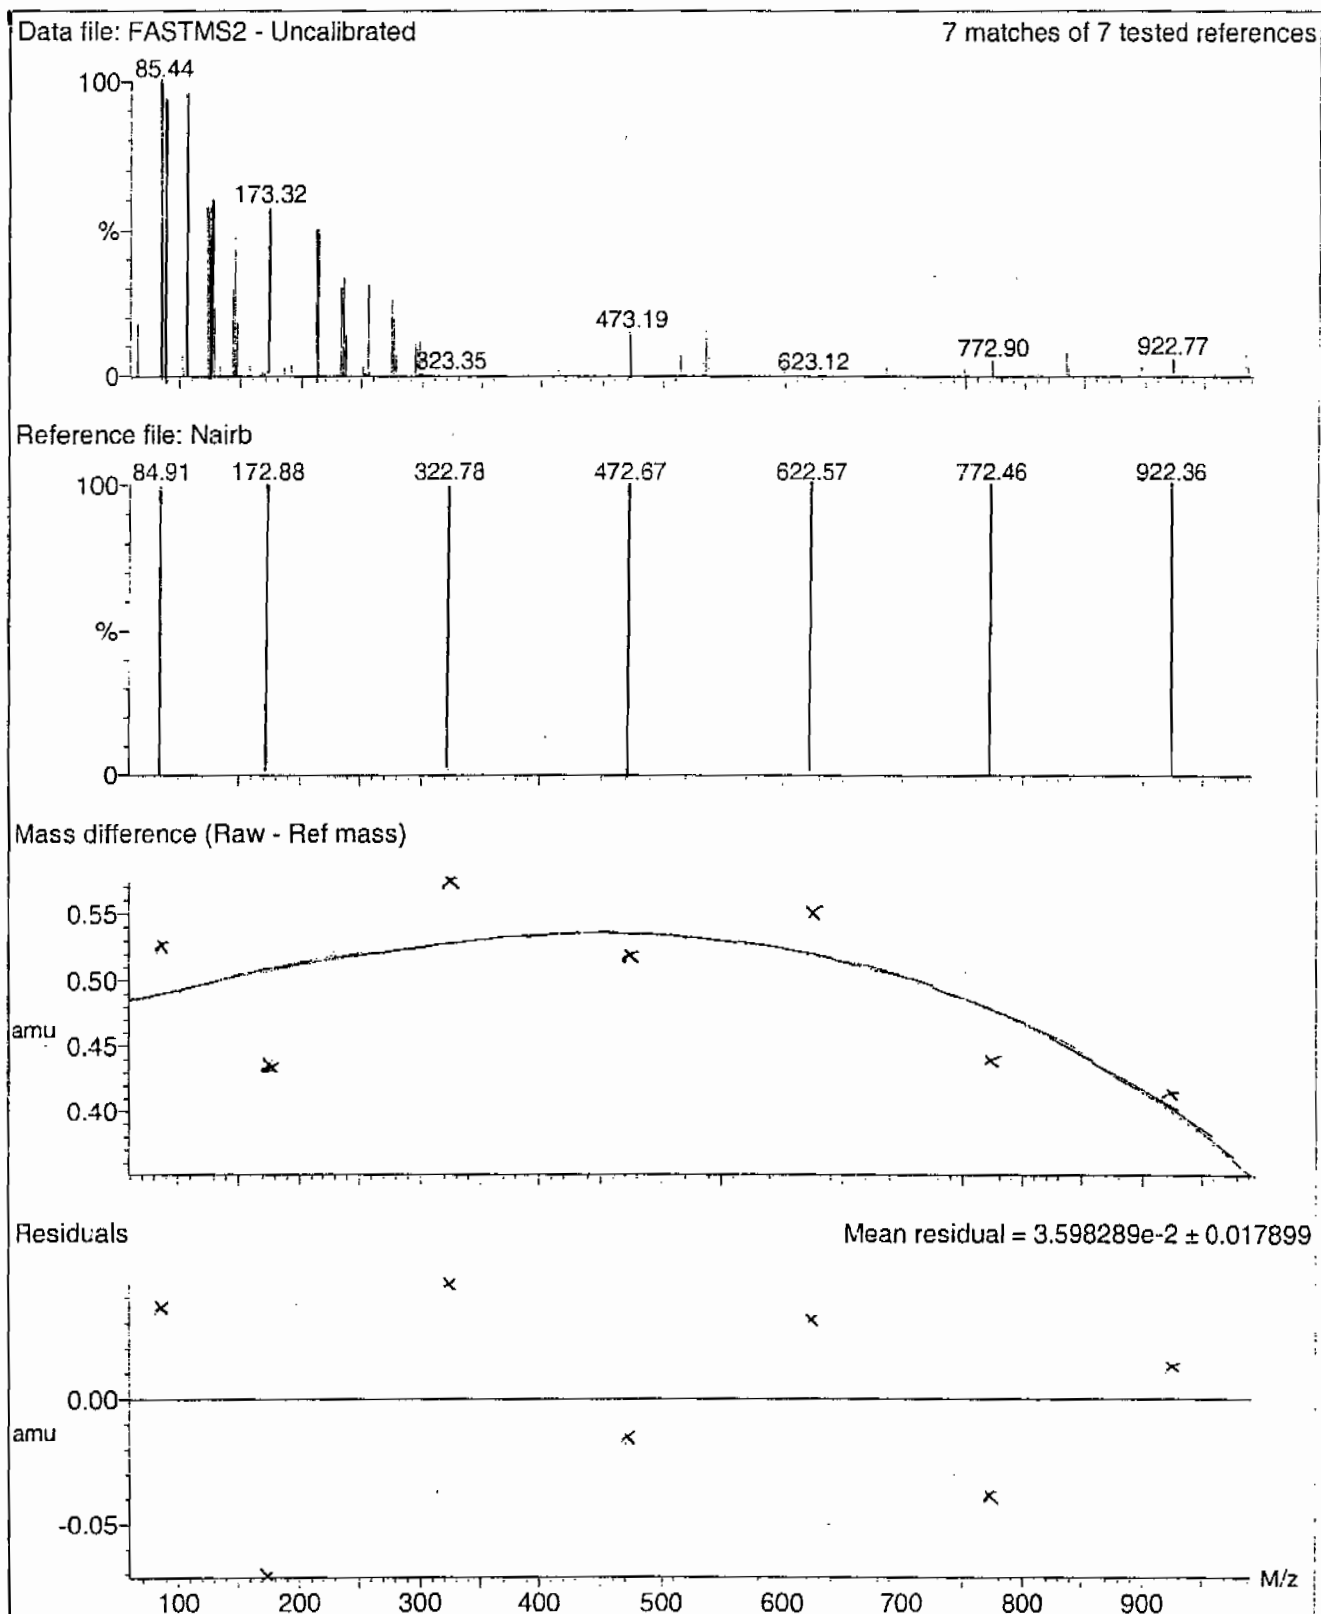 Data file: FASTMS2 - Uncalibrated 7 matches of 7 tested references
100 85.44
173.32
%
473.19
323.35 623.12 772.90 922.77
0
Reference file: Nairb
100 84.91 172.88 322.78 472.67 622.57 772.46 922.36
%
0
Mass difference (Raw - Ref mass)
0.55
0.50
amu
0.45
0.40
Residuals Mean residual = 3.598289e-2 ± 0.017899
0.00
amu
-0.05
M/z
100 200 300 400 500 600 700 800 900